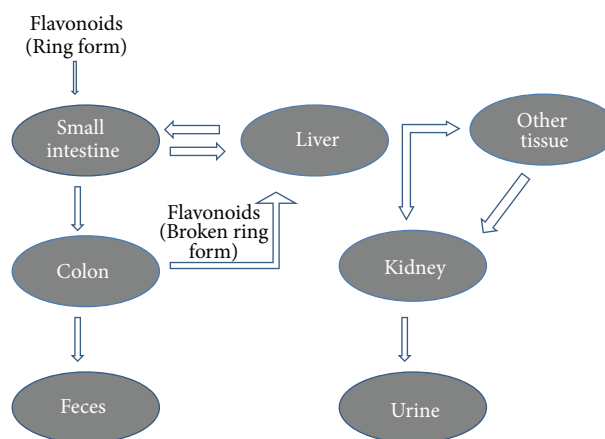 Flavonoids
(Ring form)
Small
intestine
Liver
Other
tissue
Flavonoids
(Broken ring
form)
Colon
Kidney
Feces
Urine